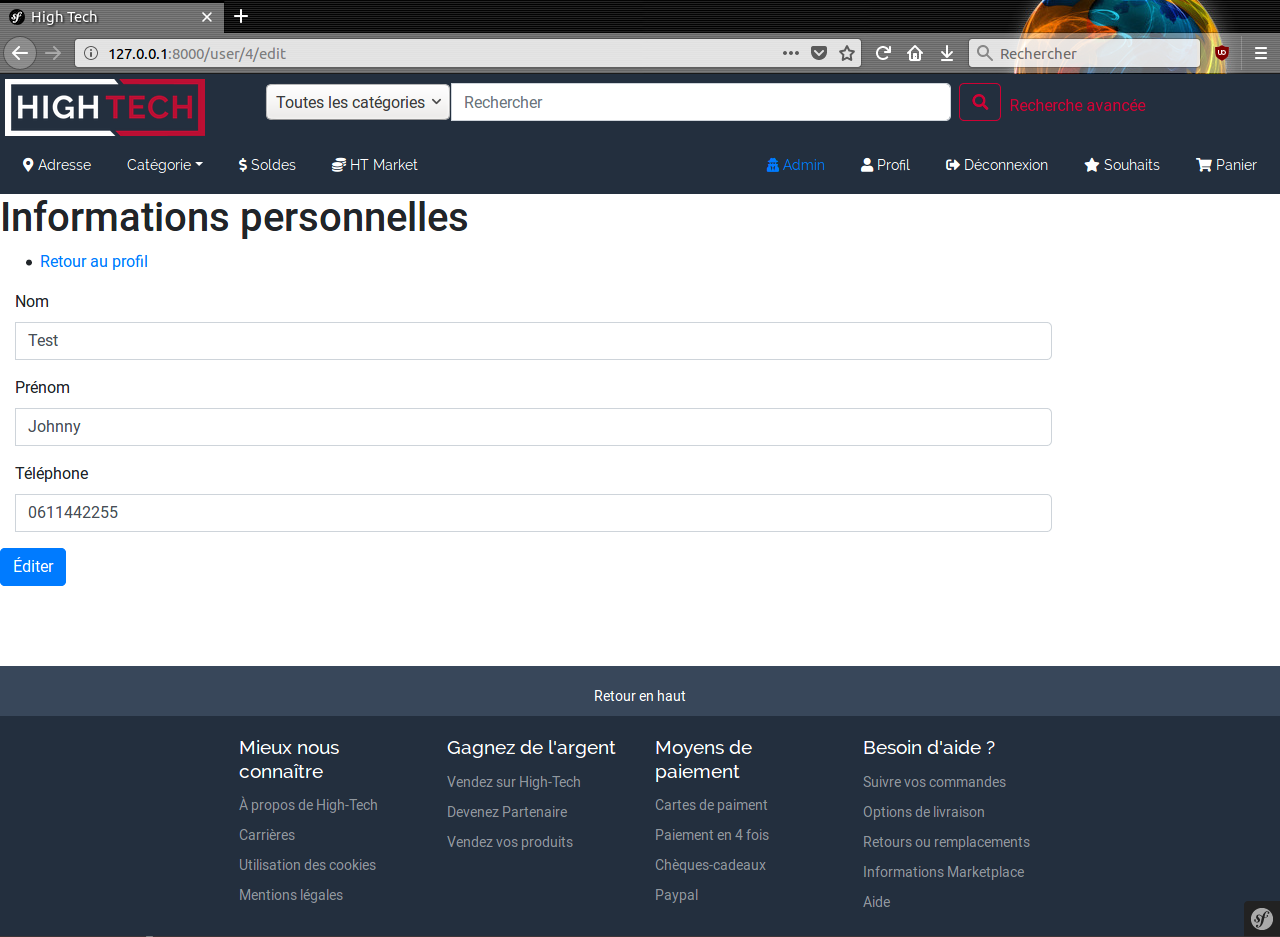 High Tech
127.0.0.1:8000/user/4/edit
Rechercher
HIGH TECH
Toutes les catégories
Rechercher
Recherche avancée
Adresse
Catégorie
Soldes
HT Market
Admin
Profil
Déconnexion
Souhaits
Panier
Informations personnelles
Retour au profil
Nom
Test
Prénom
Johnny
Téléphone
0611442255
Éditer
Retour en haut
Mieux nous
connaître
À propos de High-Tech
Carrières
Utilisation des cookies
Mentions légales
Gagnez de l'argent
Vendez sur High-Tech
Devenez Partenaire
Vendez vos produits
Moyens de
paiement
Cartes de paiment
Paiement en 4 fois
Chèques-cadeaux
Paypal
Besoin d'aide ?
Suivre vos commandes
Options de livraison
Retours ou remplacements
Informations Marketplace
Aide
sf